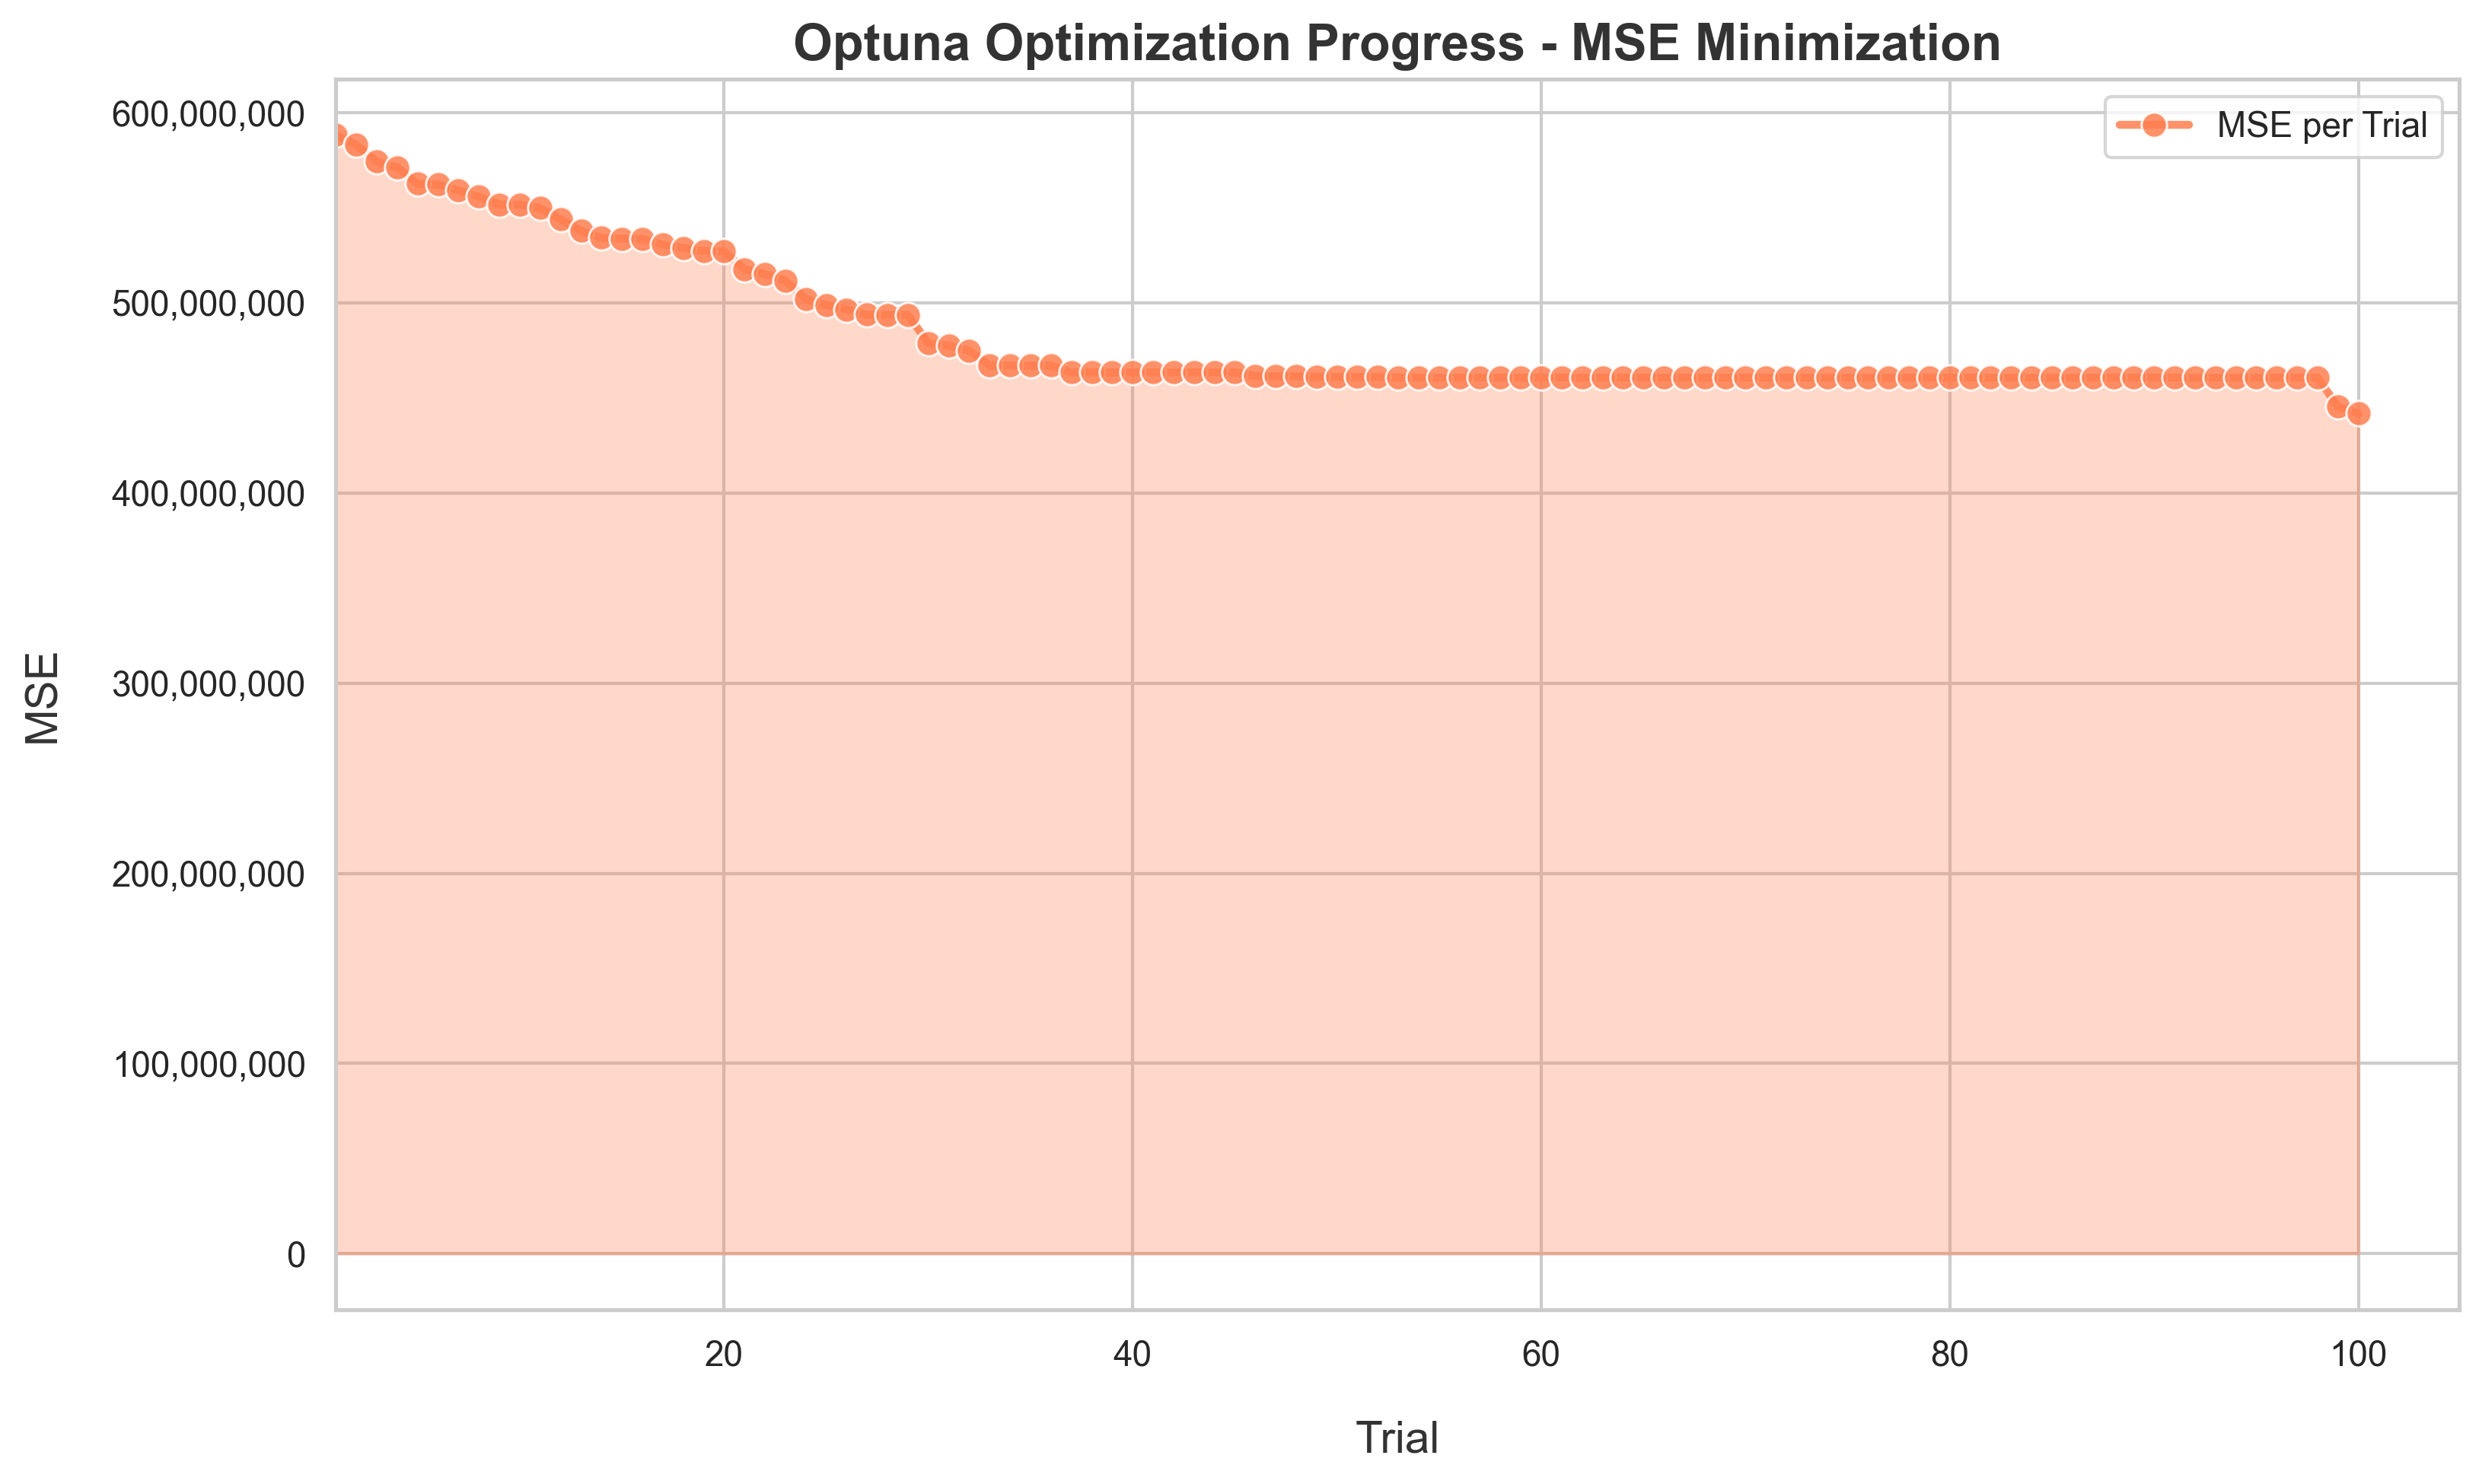 Optuna Optimization Progress - MSE Minimization
MSE per Trial
MSE
600,000,000
500,000,000
400,000,000
300,000,000
200,000,000
100,000,000
0
20 40 60 80 100
Trial